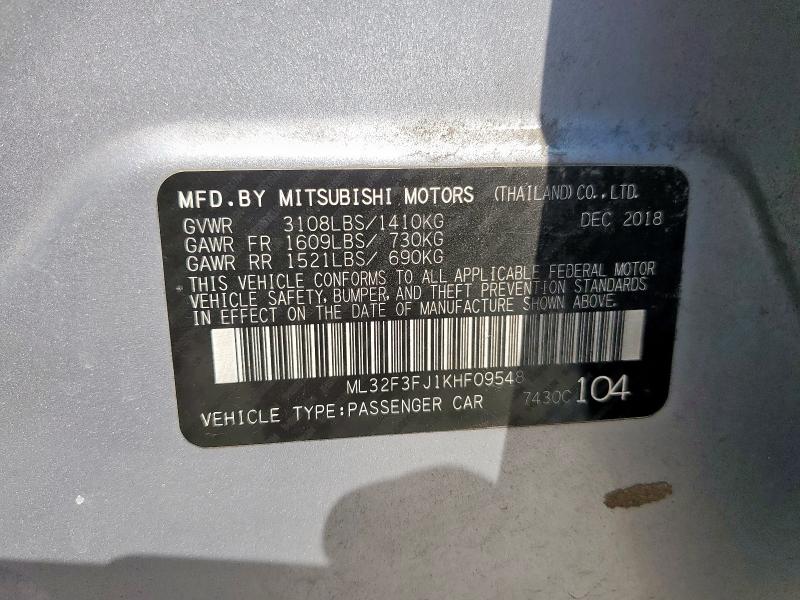 MFD.BY MITSUBISHI MOTORS (THAILAND)CO.,LTD.
GVWR 3108LBS/1410KG DEC 2018
GAWR FR 1609LBS/ 730KG
GAWR RR 1521LBS/ 690KG
THIS VEHICLE CONFORMS TO ALL APPLICABLE FEDERAL MOTOR
VEHICLE SAFETY, BUMPER, AND THEFT PREVENTION STANDARDS
IN EFFECT ON THE DATE OF MANUFACTURE SHOWN ABOVE.
ML32F3FJ1KHF09548
VEHICLE TYPE:PASSENGER CAR 7430C 104